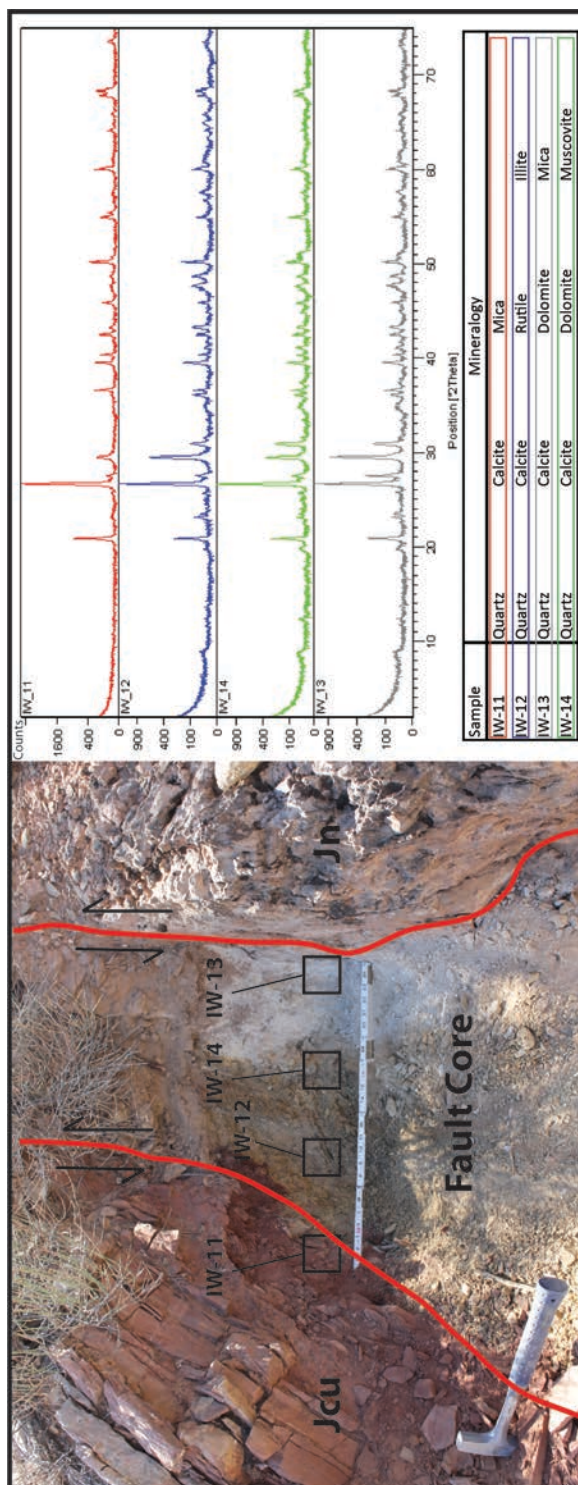 Jcu
IW-11
IW-12
IW-14
IW-13
Jn
Fault Core
Counts
IW_11
1600
400
0
IW_12
900
400
100
0
IW_14
900
400
100
0
IW_13
900
400
100
0
10 20 30 40 50 60 70
Position [°2Theta]
Sample Mineralogy
IW-11 Quartz Calcite Mica
IW-12 Quartz Calcite Rutile Illite
IW-13 Quartz Calcite Dolomite Mica
IW-14 Quartz Calcite Dolomite Muscovite